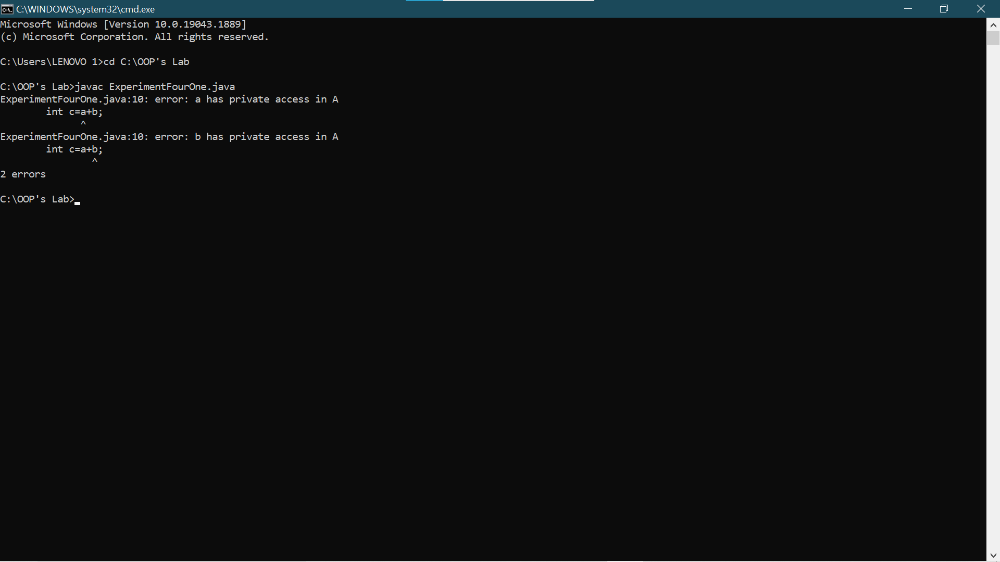 C:\WINDOWS\system32\cmd.exe
Microsoft Windows [Version 10.0.19043.1889]
(c) Microsoft Corporation. All rights reserved.
C:\Users\LENOVO 1>cd C:\OOP's Lab
C:\OOP's Lab>javac ExperimentFourOne.java
ExperimentFourOne.java:10: error: a has private access in A
        int c=a+b;
              ^
ExperimentFourOne.java:10: error: b has private access in A
        int c=a+b;
                ^
2 errors
C:\OOP's Lab>